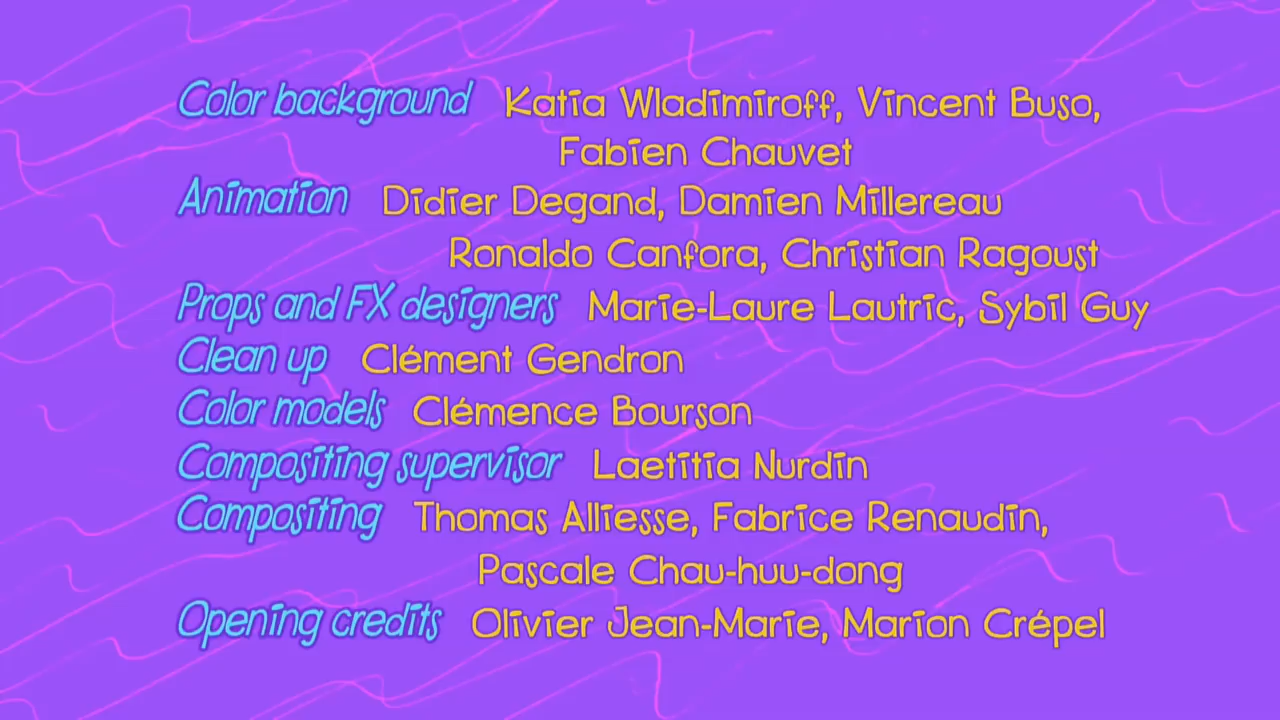 Color background Katia Wladimiroff, Vincent Buso,
Fabien Chauvet
Animation Didier Degand, Damien Millereau
Ronaldo Canfora, Christian Ragoust
Props and FX designers Marie-Laure Lautric, Sybil Guy
Clean up Clément Gendron
Color models Clémence Bourson
Compositing supervisor Laetitia Nurdin
Compositing Thomas Alliesse, Fabrice Renaudin,
Pascale Chau-huu-dong
Opening credits Olivier Jean-Marie, Marion Crépel